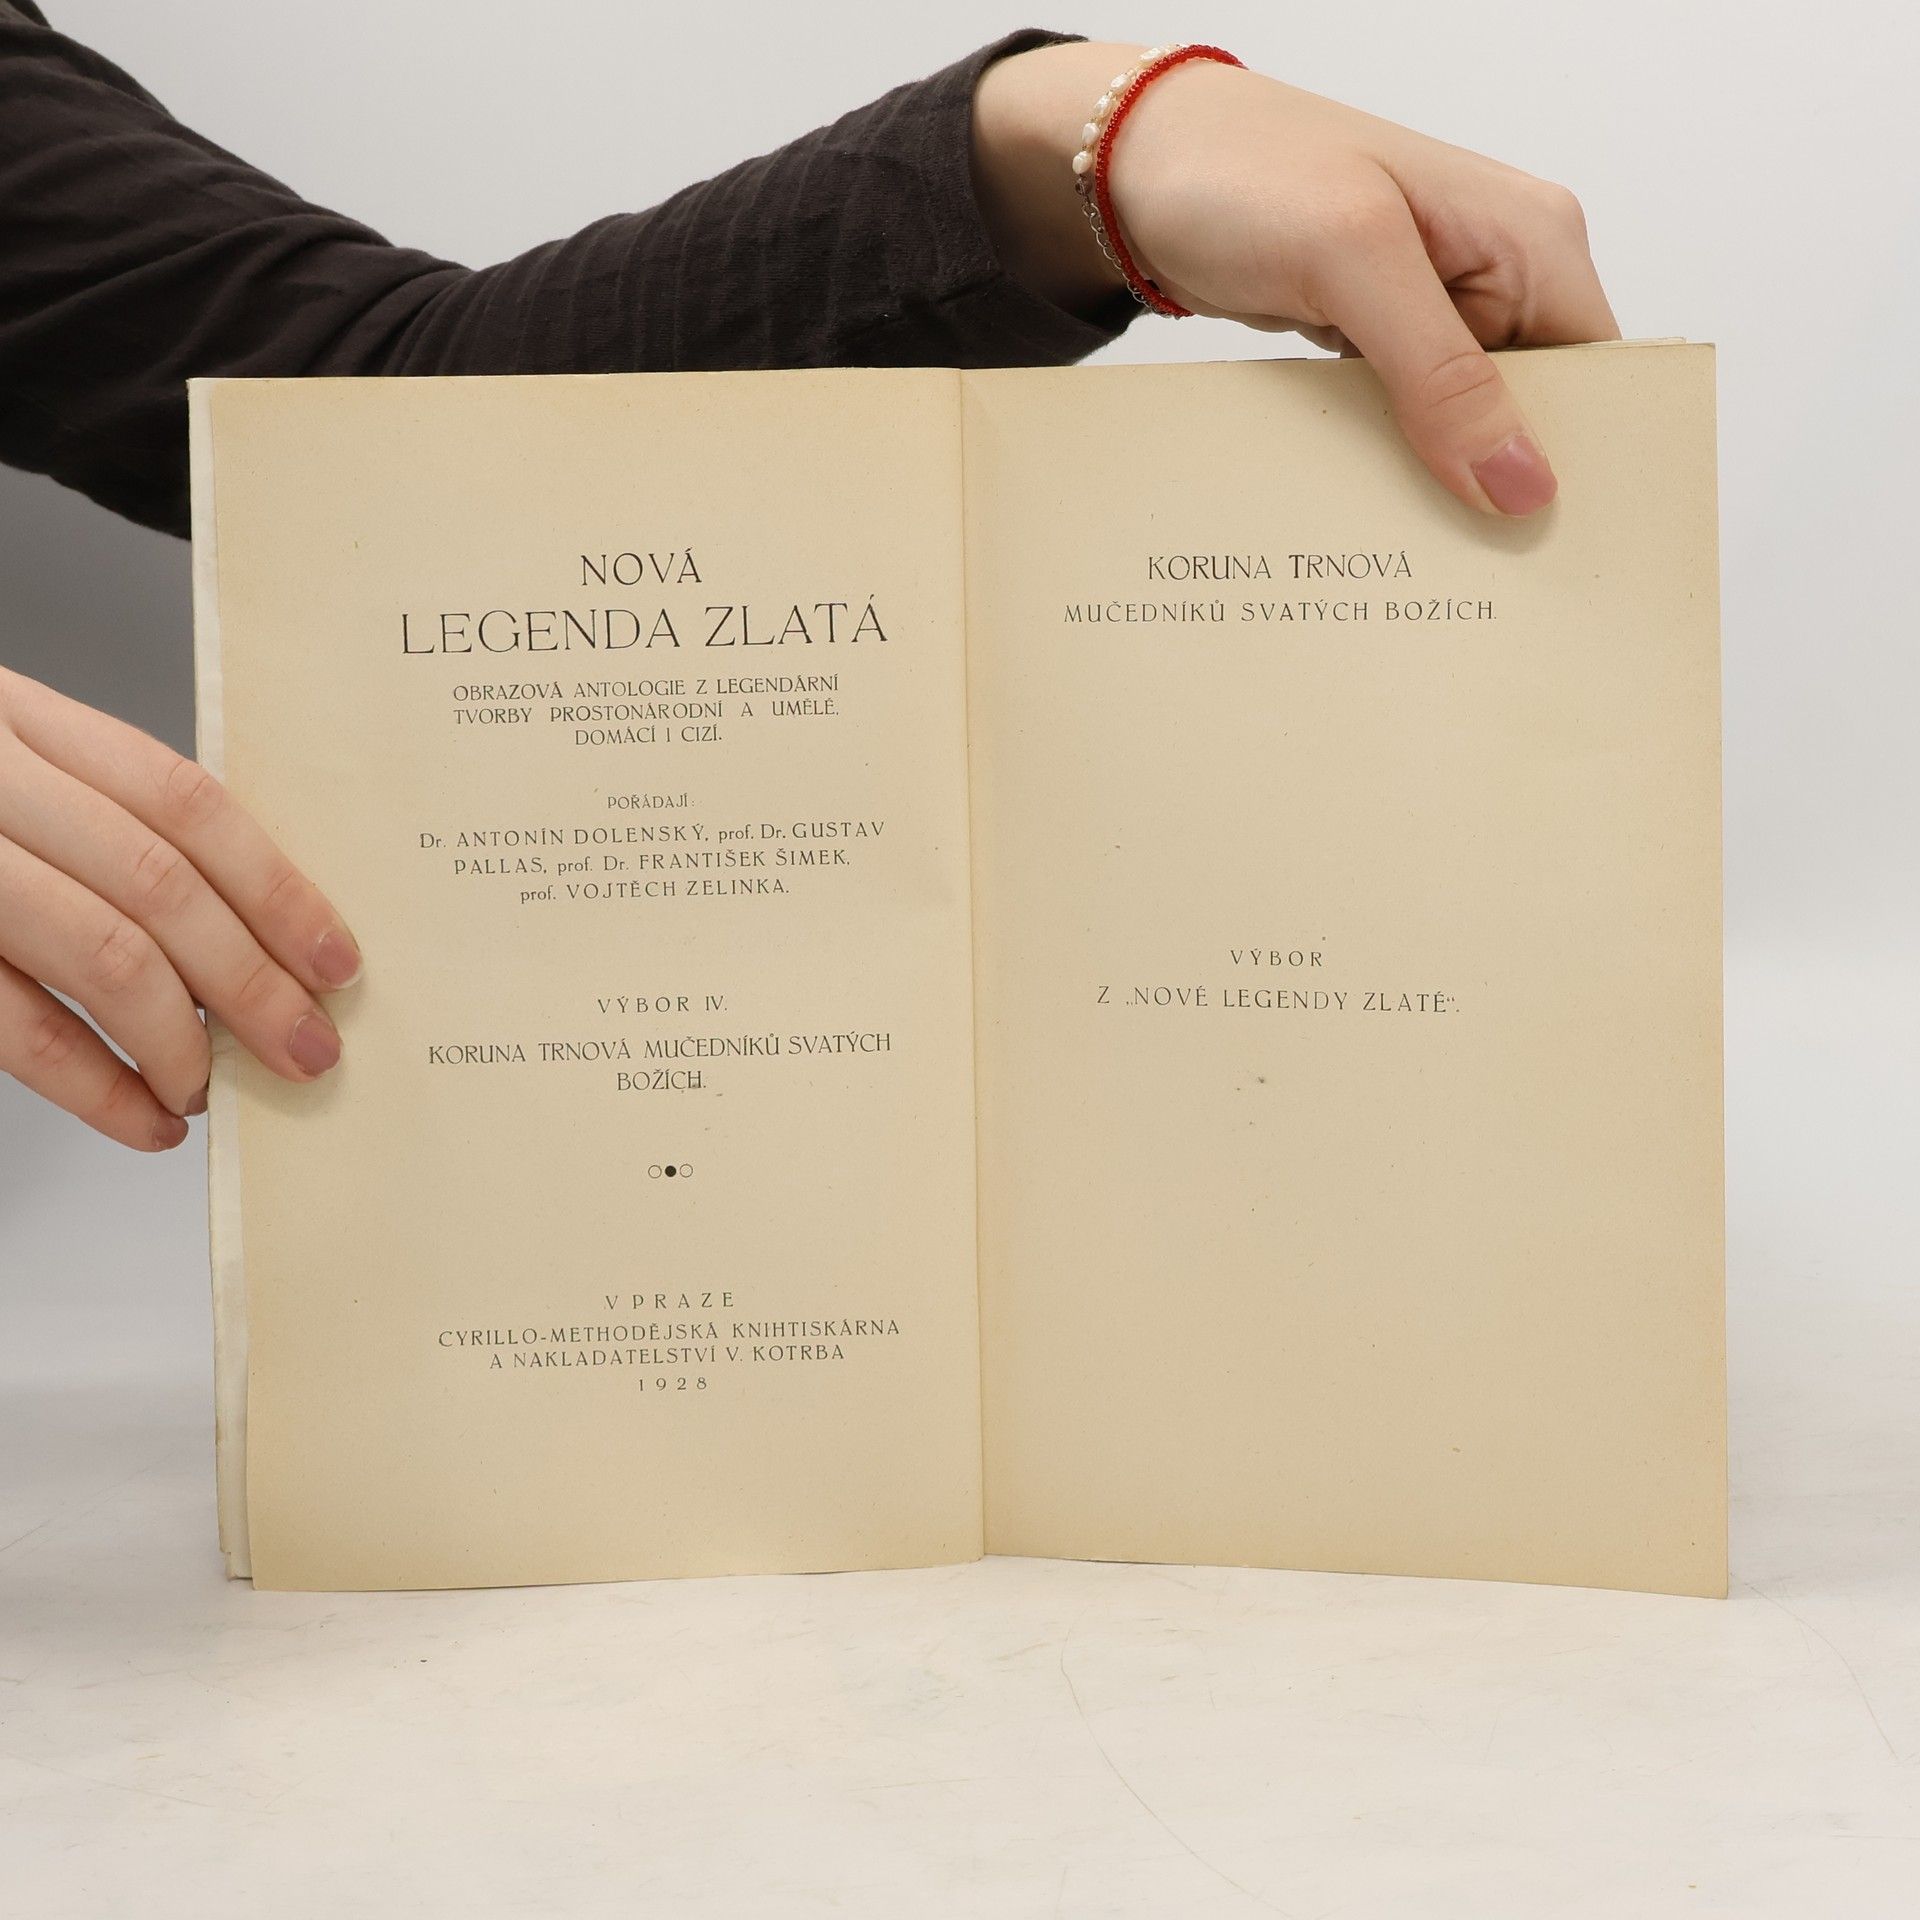 NOVÁ
LEGENDA ZLATÁ
OBRAZOVÁ ANTOLOGIE Z LEGENDÁRNÍ
TVORBY PROSTONÁRODNÍ A UMĚLÉ,
DOMÁCÍ I CIZÍ.
POŘÁDAJÍ:
Dr. ANTONÍN DOLENSKÝ, prof. Dr. GUSTAV
PALLAS, prof. Dr. FRANTIŠEK ŠIMEK,
prof. VOJTĚCH ZELINKA.
VÝBOR IV.
KORUNA TRNOVÁ MUČEDNÍKŮ SVATÝCH
BOŽÍCH.
V PRAZE
CYRILLO-METHODĚJSKÁ KNIHTISKÁRNA
A NAKLADATELSTVÍ V. KOTRBA
1928
KORUNA TRNOVÁ
MUČEDNÍKŮ SVATÝCH BOŽÍCH.
VÝBOR
Z „NOVÉ LEGENDY ZLATÉ“.